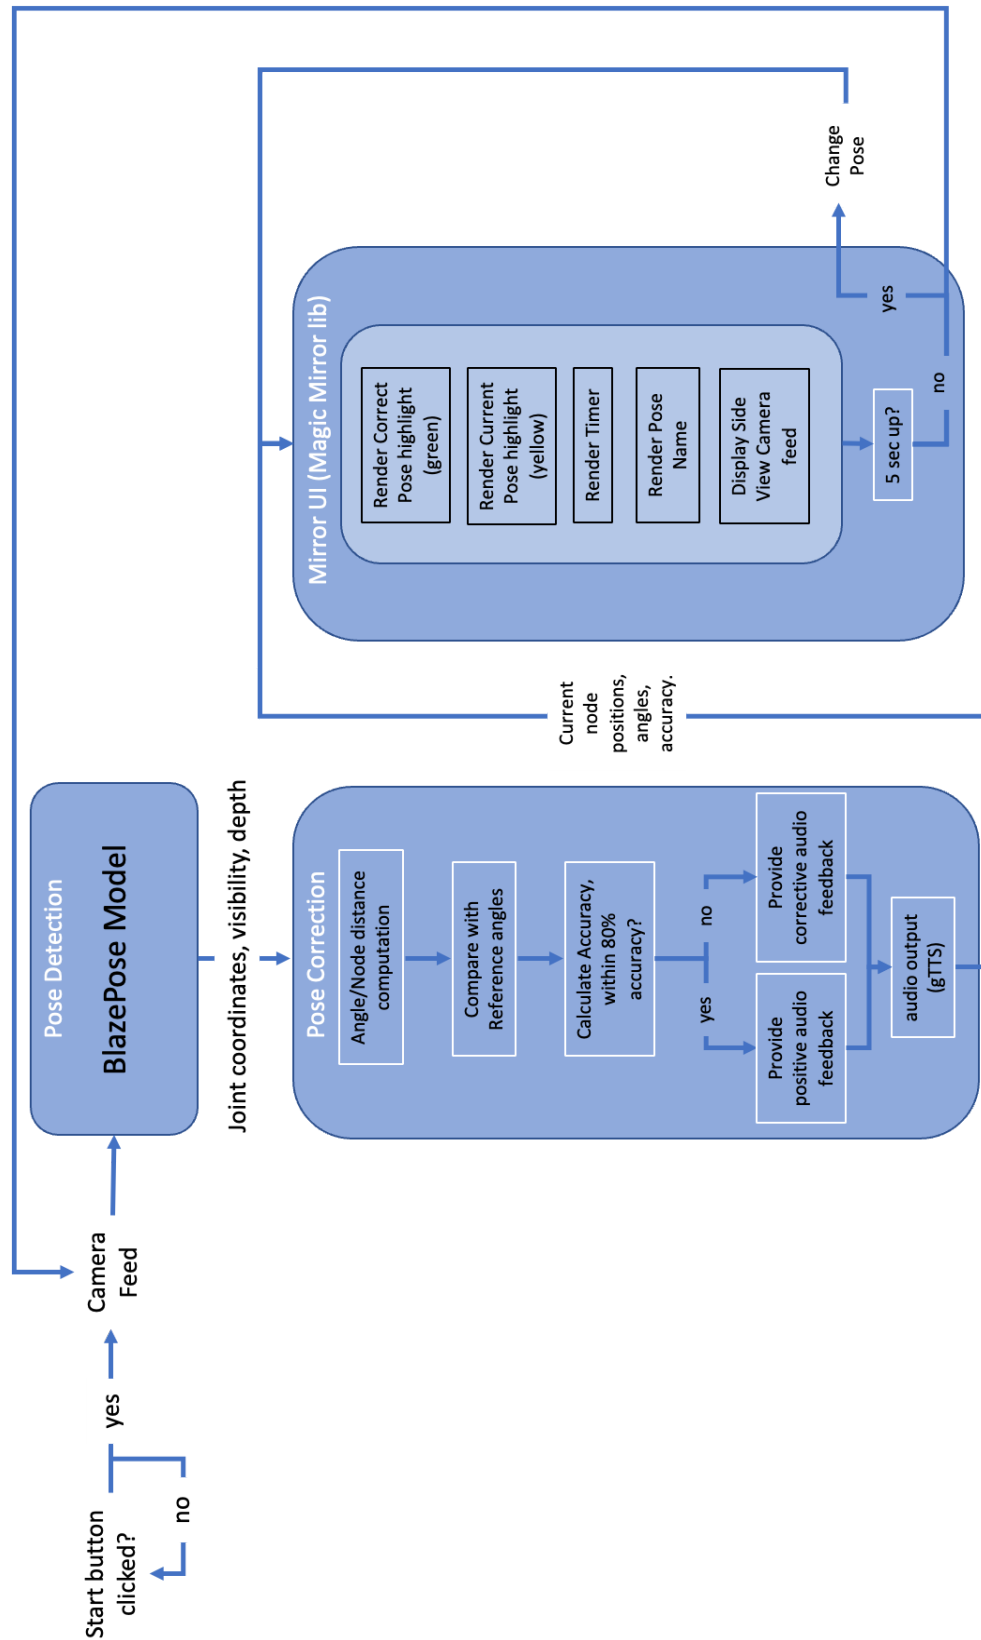 Start button
clicked?
yes
no
Camera
Feed
Pose Detection
BlazePose Model
Joint coordinates, visibility, depth
Pose Correction
Angle/Node distance
computation
Compare with
Reference angles
Calculate Accuracy,
within 80%
accuracy?
yes
no
Provide
positive audio
feedback
Provide
corrective audio
feedback
audio output
(gTTS)
Current
node
positions,
angles,
accuracy.
Mirror UI (Magic Mirror lib)
Render Correct
Pose highlight
(green)
Render Current
Pose highlight
(yellow)
Render Timer
Render Pose
Name
Display Side
View Camera
feed
5 sec up?
no
yes
Change
Pose